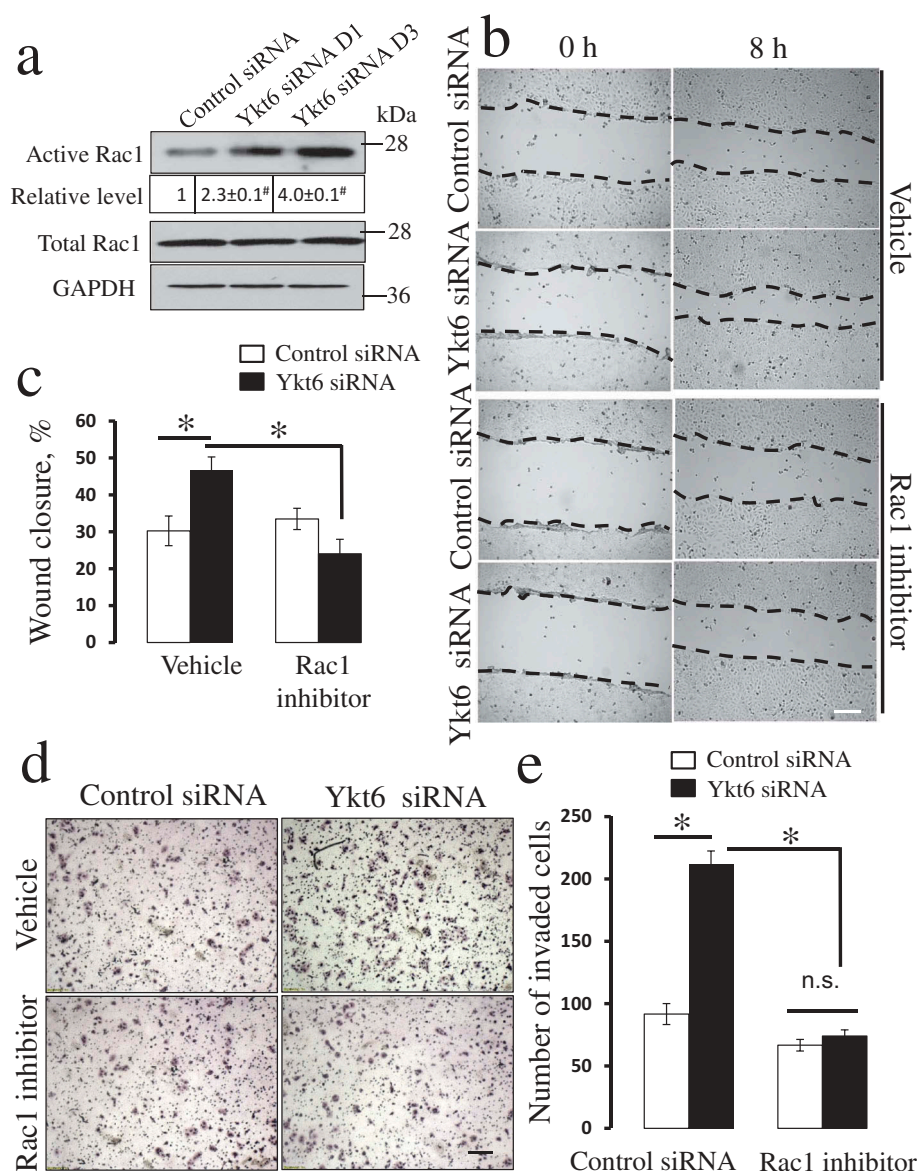 a
Control siRNA
Ykt6 siRNA D1
Ykt6 siRNA D3
kDa
Active Rac1
28
Relative level 1 2.3±0.1# 4.0±0.1#
Total Rac1
28
GAPDH
36
b
0 h 8 h
Control siRNA
Ykt6 siRNA
Vehicle
Control siRNA
Ykt6 siRNA
Rac1 inhibitor
c
Control siRNA
Ykt6 siRNA
Wound closure, %
60
50
40
30
20
10
0
* *
Vehicle
Rac1
inhibitor
d
Control siRNA Ykt6 siRNA
Vehicle
Rac1 inhibitor
e
Control siRNA
Ykt6 siRNA
Number of invaded cells
250
200
150
100
50
0
* *
n.s.
Control siRNA Rac1 inhibitor